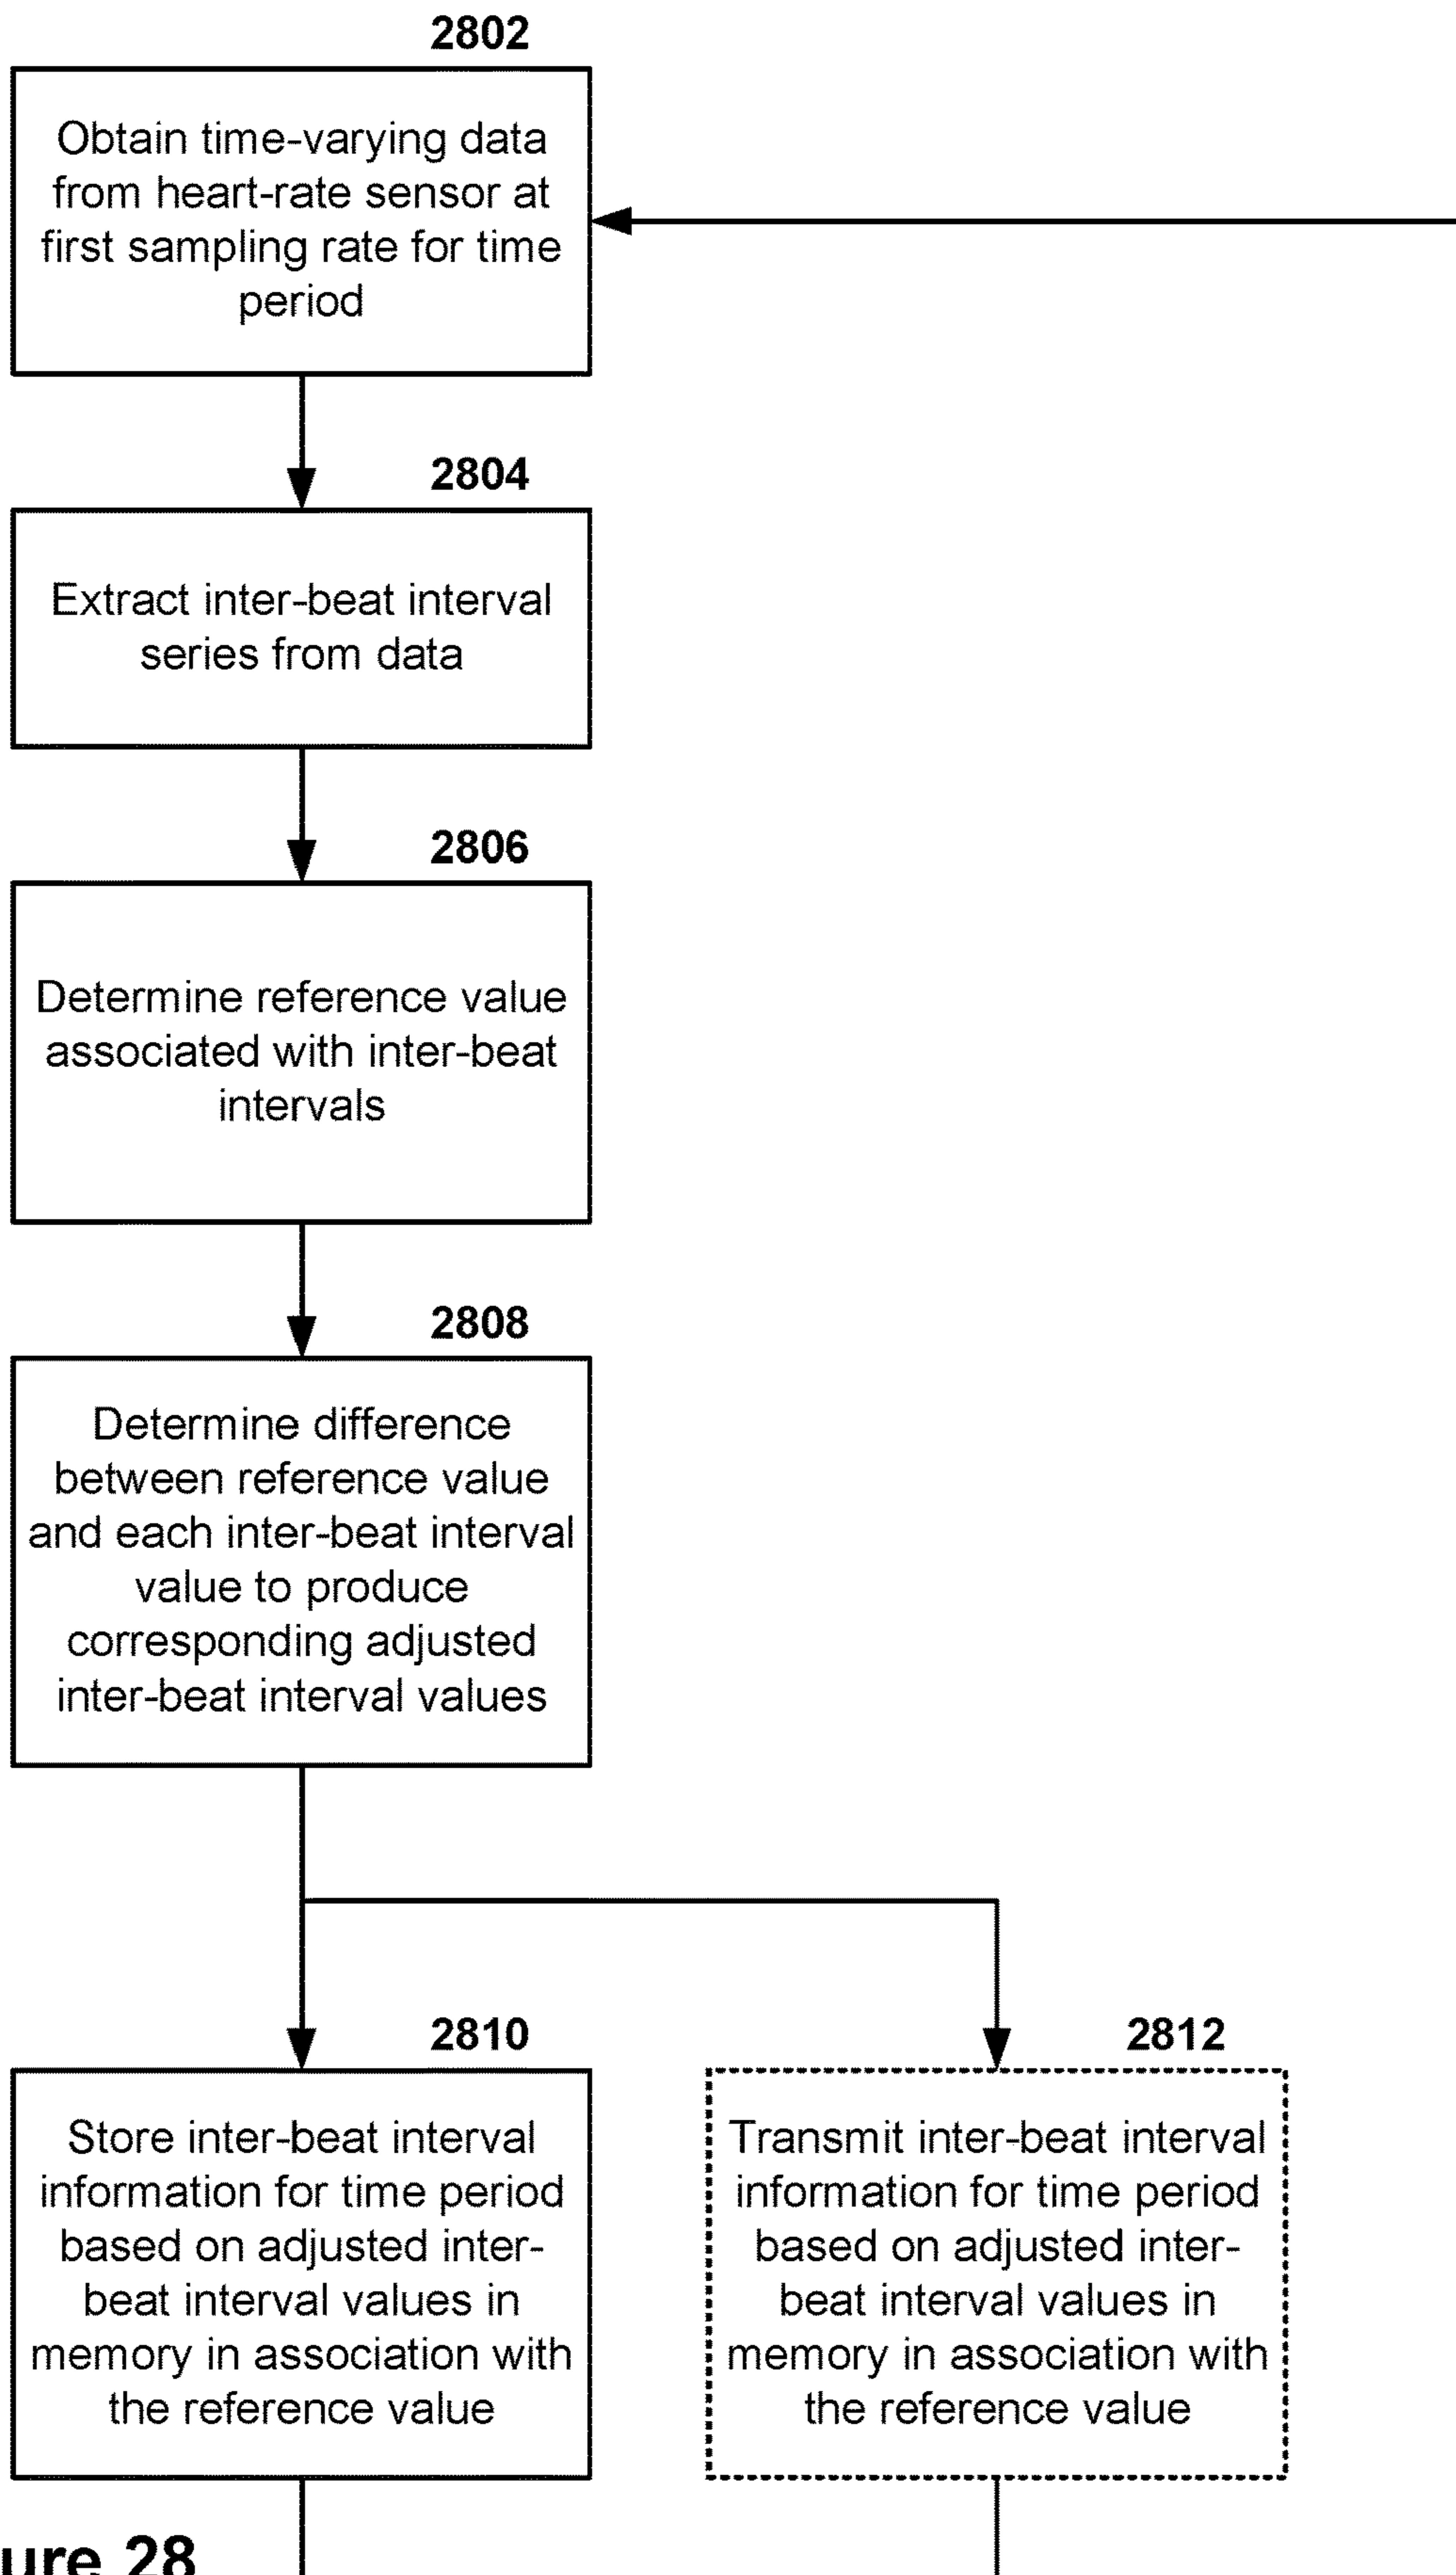 2802
Obtain time-varying data
from heart-rate sensor at
first sampling rate for time
period
2804
Extract inter-beat interval
series from data
2806
Determine reference value
associated with inter-beat
intervals
2808
Determine difference
between reference value
and each inter-beat interval
value to produce
corresponding adjusted
inter-beat interval values
2810
Store inter-beat interval
information for time period
based on adjusted inter-
beat interval values in
memory in association with
the reference value
2812
Transmit inter-beat interval
information for time period
based on adjusted inter-
beat interval values in
memory in association with
the reference value
ure 28